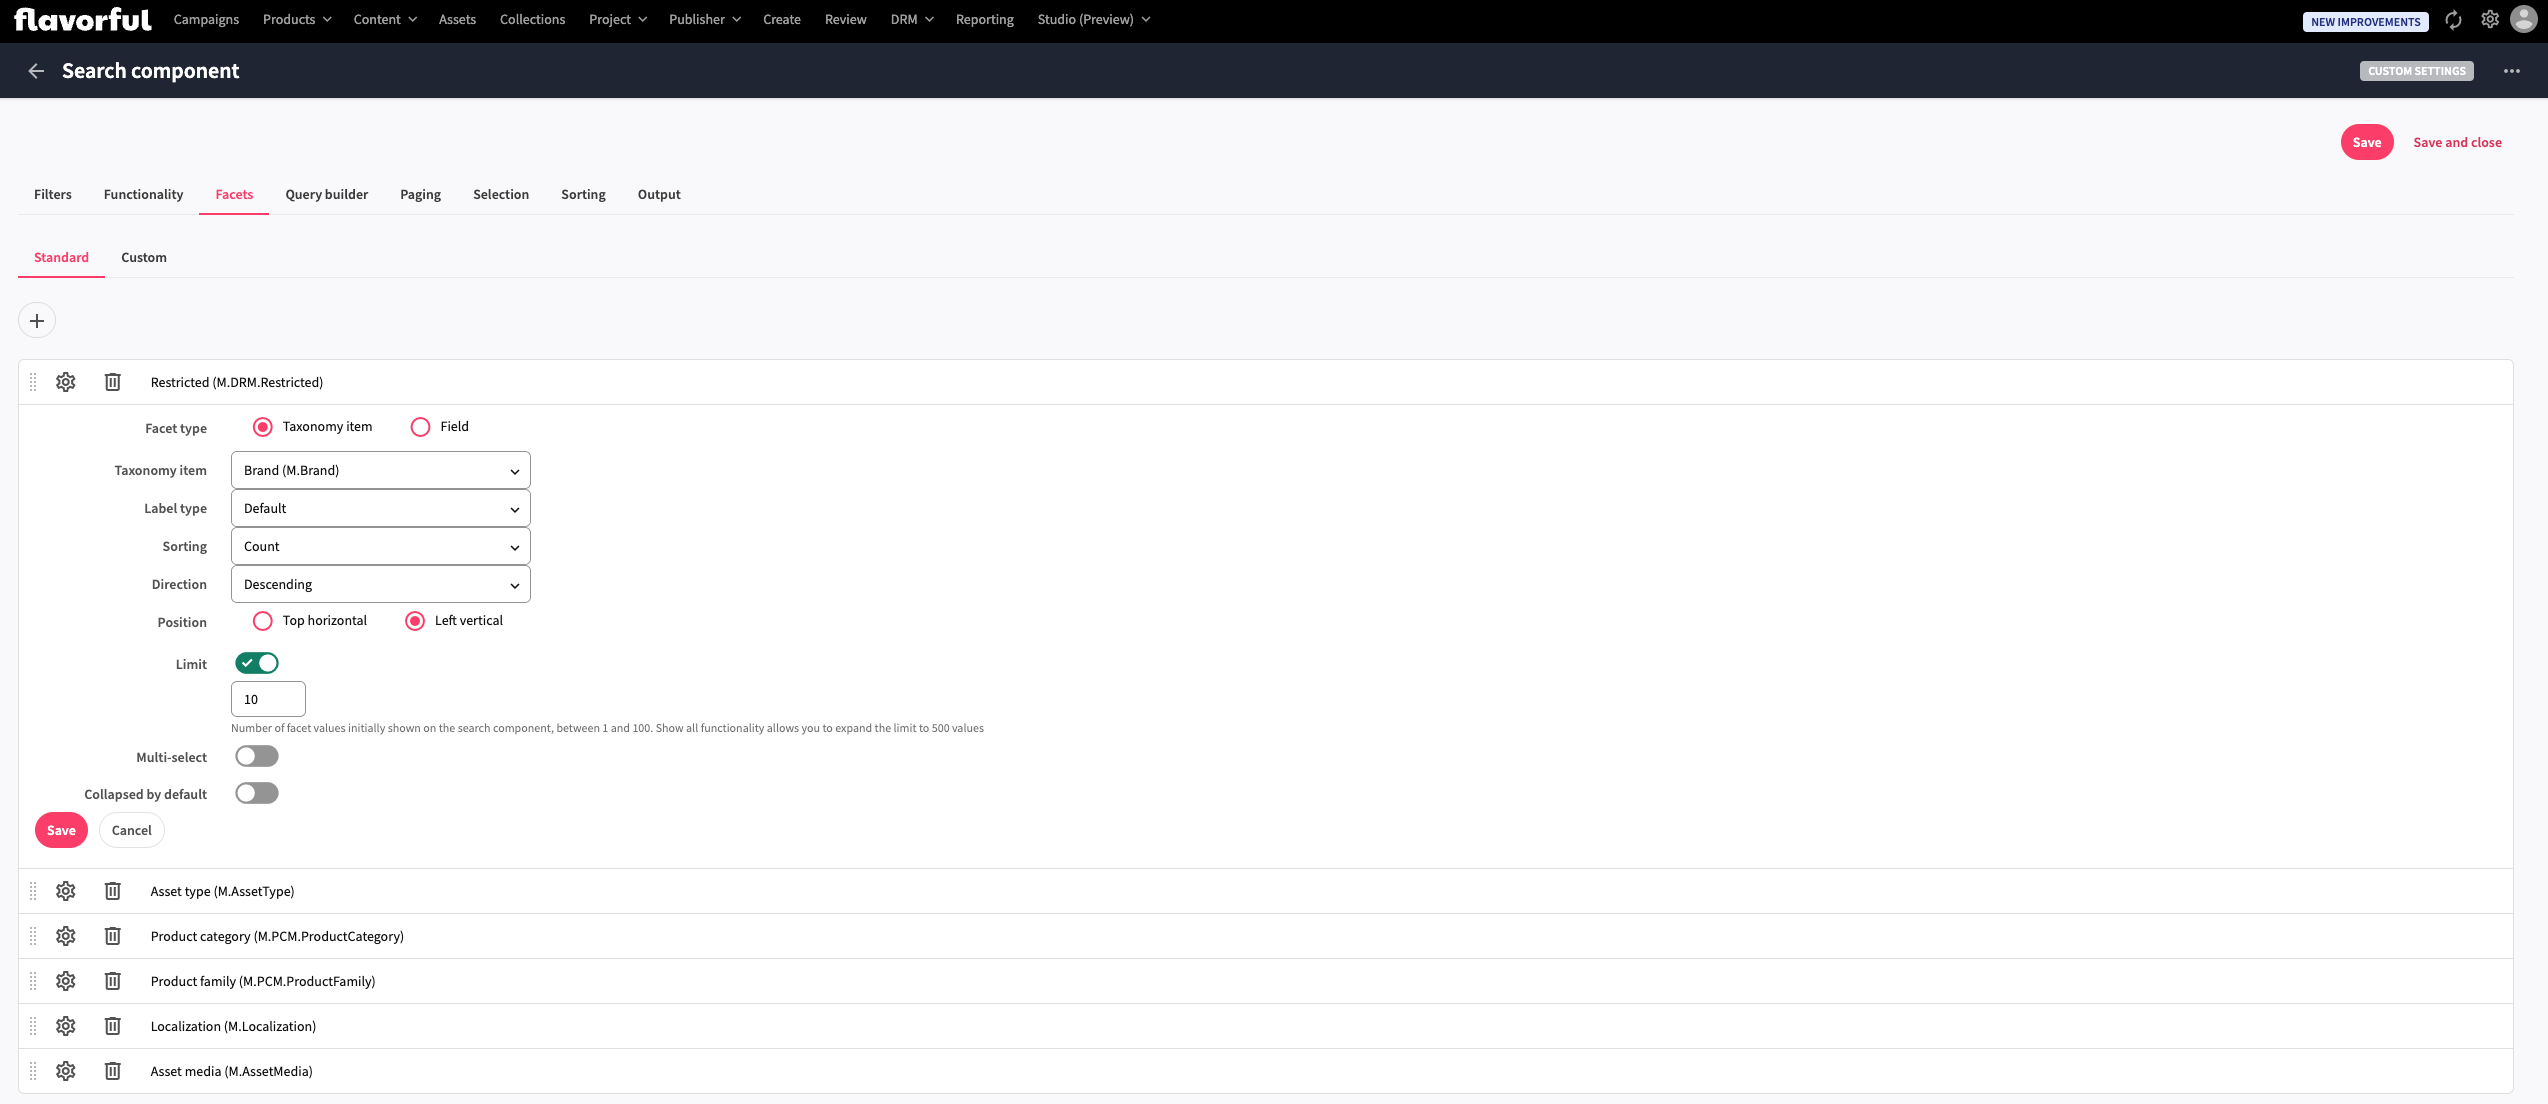 flavorful Campaigns Products Content Assets Collections Project Publisher Create Review DRM Reporting Studio (Preview) NEW IMPROVEMENTS
Search component CUSTOM SETTINGS
Save Save and close
Filters Functionality Facets Query builder Paging Selection Sorting Output
Standard Custom
Restricted (M.DRM.Restricted)
Facet type Taxonomy item Field
Taxonomy item Brand (M.Brand)
Label type Default
Sorting Count
Direction Descending
Position Top horizontal Left vertical
Limit
10
Number of facet values initially shown on the search component, between 1 and 100. Show all functionality allows you to expand the limit to 500 values
Multi-select
Collapsed by default
Save Cancel
Asset type (M.AssetType)
Product category (M.PCM.ProductCategory)
Product family (M.PCM.ProductFamily)
Localization (M.Localization)
Asset media (M.AssetMedia)